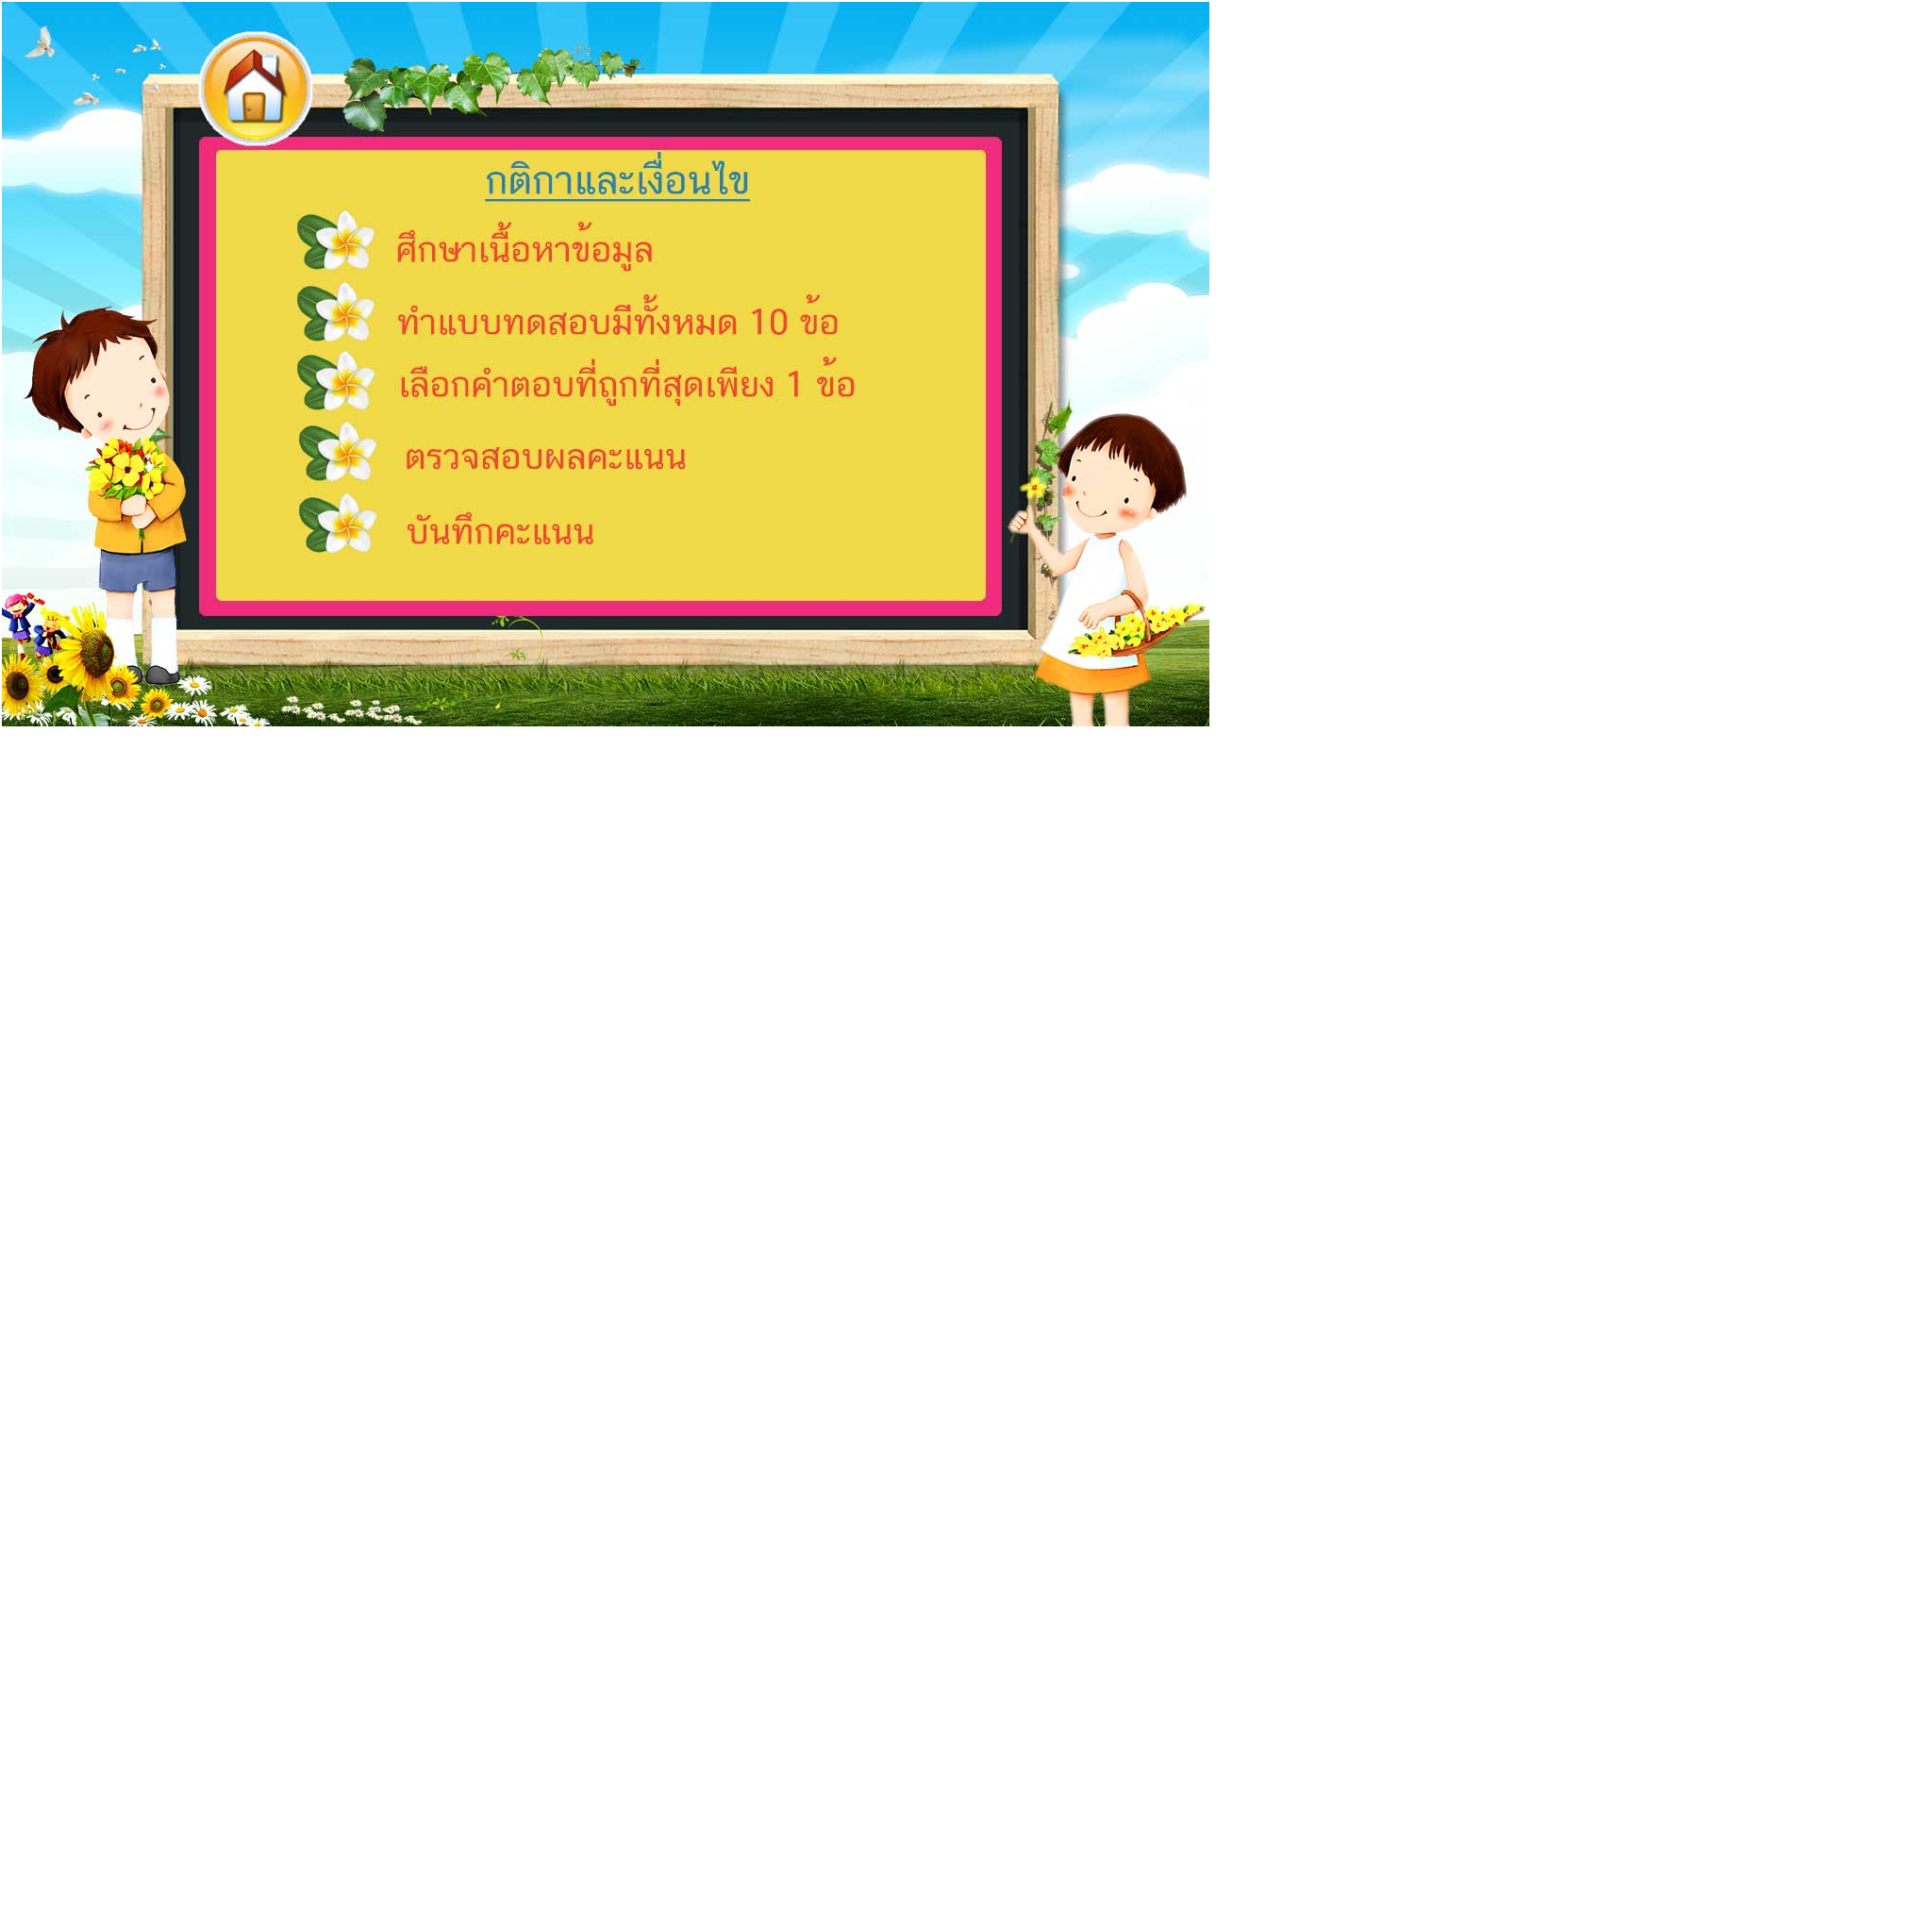 กติกาและเงื่อนไข
ศึกษาเนื้อหาข้อมูล
ทำแบบทดสอบมีทั้งหมด 10 ข้อ
เลือกคำตอบที่ถูกที่สุดเพียง 1 ข้อ
ตรวจสอบผลคะแนน
บันทึกคะแนน